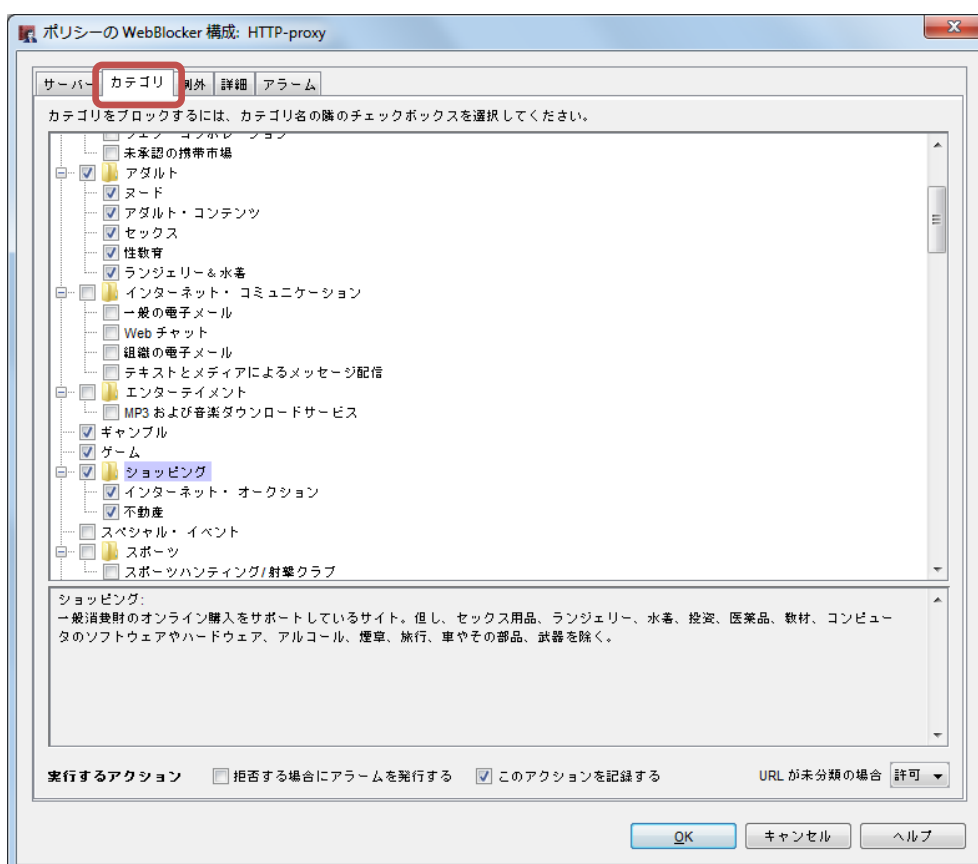 ポリシーの WebBlocker 構成: HTTP-proxy
サーバー カテゴリ 例外 詳細 アラーム
カテゴリをブロックするには、カテゴリ名の隣のチェックボックスを選択してください。
未承認の携帯市場
アダルト
ヌード
アダルト・コンテンツ
セックス
性教育
ランジェリー&水着
インターネット・ コミュニケーション
一般の電子メール
Web チャット
組織の電子メール
テキストとメディアによるメッセージ配信
エンターテイメント
MP3 および音楽ダウンロードサービス
ギャンブル
ゲーム
ショッピング
インターネット・ オークション
不動産
スペシャル・ イベント
スポーツ
スポーツハンティング/射撃クラブ
ショッピング:
一般消費財のオンライン購入をサポートしているサイト。但し、セックス用品、ランジェリー、水着、投資、医薬品、教材、コンピュー
タのソフトウェアやハードウェア、アルコール、煙草、旅行、車やその部品、武器を除く。
実行するアクション 拒否する場合にアラームを発行する このアクションを記録する URL が未分類の場合 許可
OK キャンセル ヘルプ